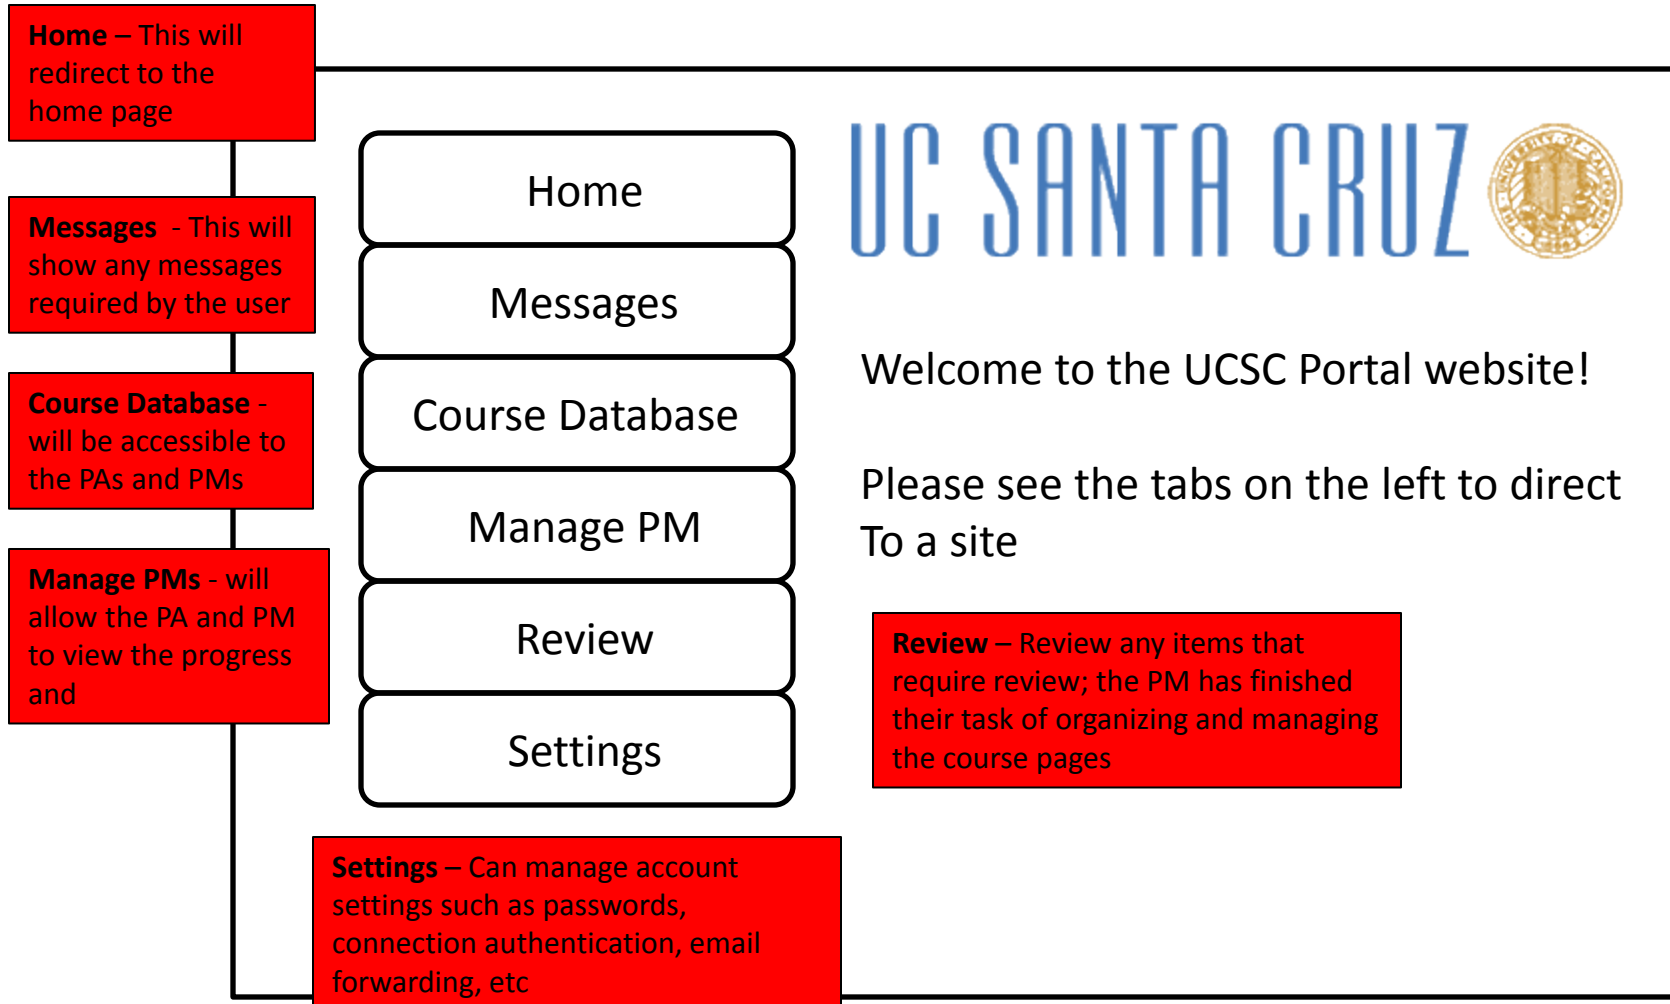 Home – This will
redirect to the
home page
Messages  - This will
show any messages
required by the user
Course Database -
will be accessible to
the PAs and PMs
Manage PMs - will
allow the PA and PM
to view the progress
and
Home
Messages
Course Database
Manage PM
Review
Settings
Settings – Can manage account
settings such as passwords,
connection authentication, email
forwarding, etc
UC SANTA CRUZ
Welcome to the UCSC Portal website!
Please see the tabs on the left to direct
To a site
Review – Review any items that
require review; the PM has finished
their task of organizing and managing
the course pages